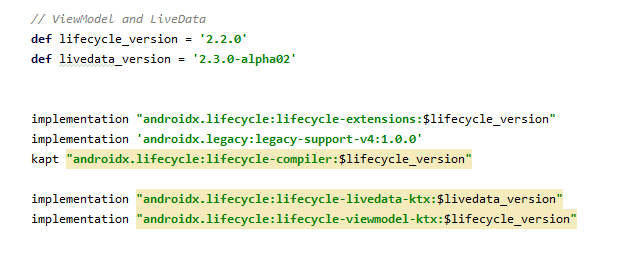 // ViewModel and LiveData
def lifecycle_version = '2.2.0'
def livedata_version = '2.3.0-alpha02'
implementation "androidx.lifecycle:lifecycle-extensions:$lifecycle_version"
implementation 'androidx.legacy:legacy-support-v4:1.0.0'
kapt "androidx.lifecycle:lifecycle-compiler:$lifecycle_version"
implementation "androidx.lifecycle:lifecycle-livedata-ktx:$livedata_version"
implementation "androidx.lifecycle:lifecycle-viewmodel-ktx:$lifecycle_version"